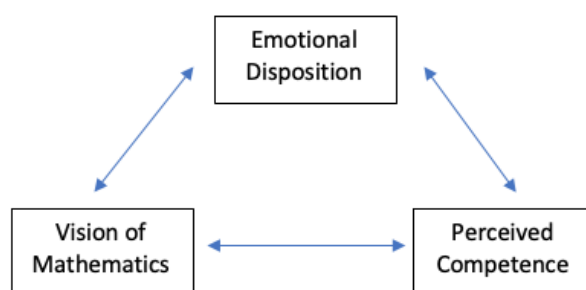 Emotional
Disposition
Vision of
Mathematics
Perceived
Competence